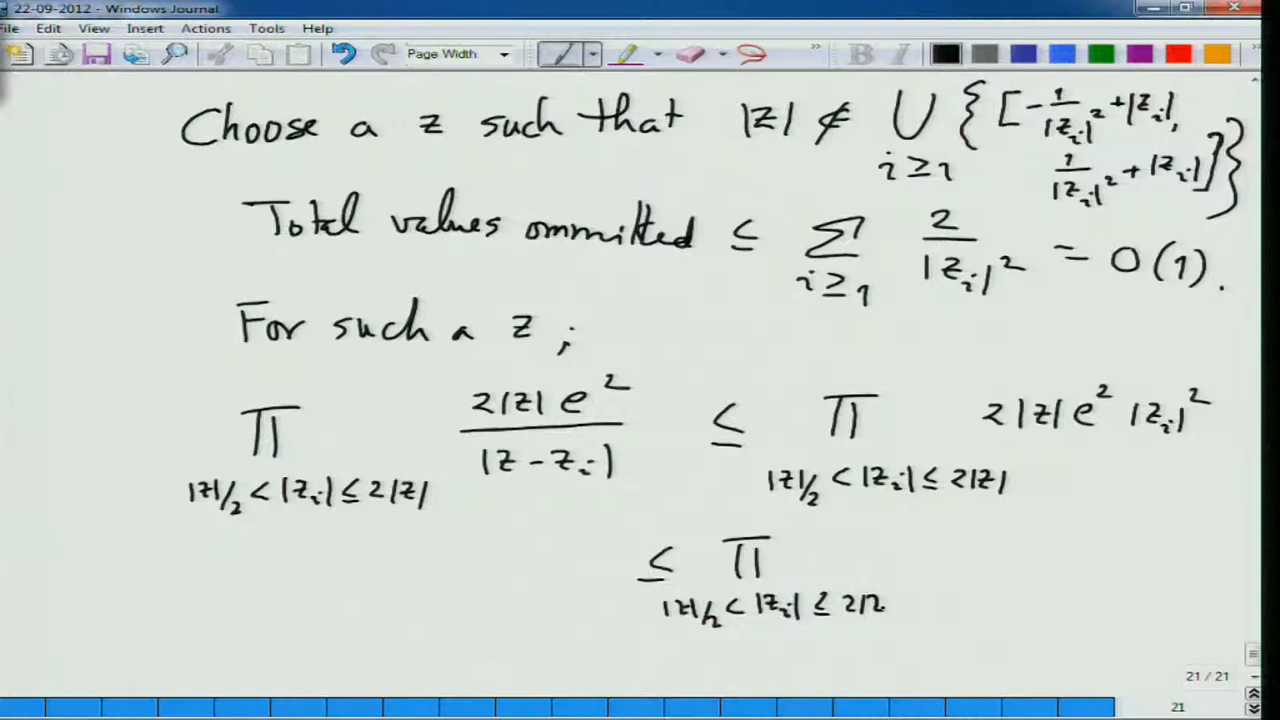 22-09-2012 - Windows Journal
File Edit View Insert Actions Tools Help
Page Width
B I
Choose a z such that |z| ∉ ∪_{i≥1} { [-1/|z_i|^2 + |z_i|,
1/|z_i|^2 + |z_i|] }
Total values ommitted ≤ Σ_{i≥1} 2/|z_i|^2 = O(1).
For such a z ;
∏_{|z|/2 < |z_i| ≤ 2|z|} 2|z|e^2/|z-z_i| ≤ ∏_{|z|/2 < |z_i| ≤ 2|z|} 2|z|e^2|z_i|^2
≤ ∏_{|z|/2 < |z_i| ≤ 2|z
21 / 21
21